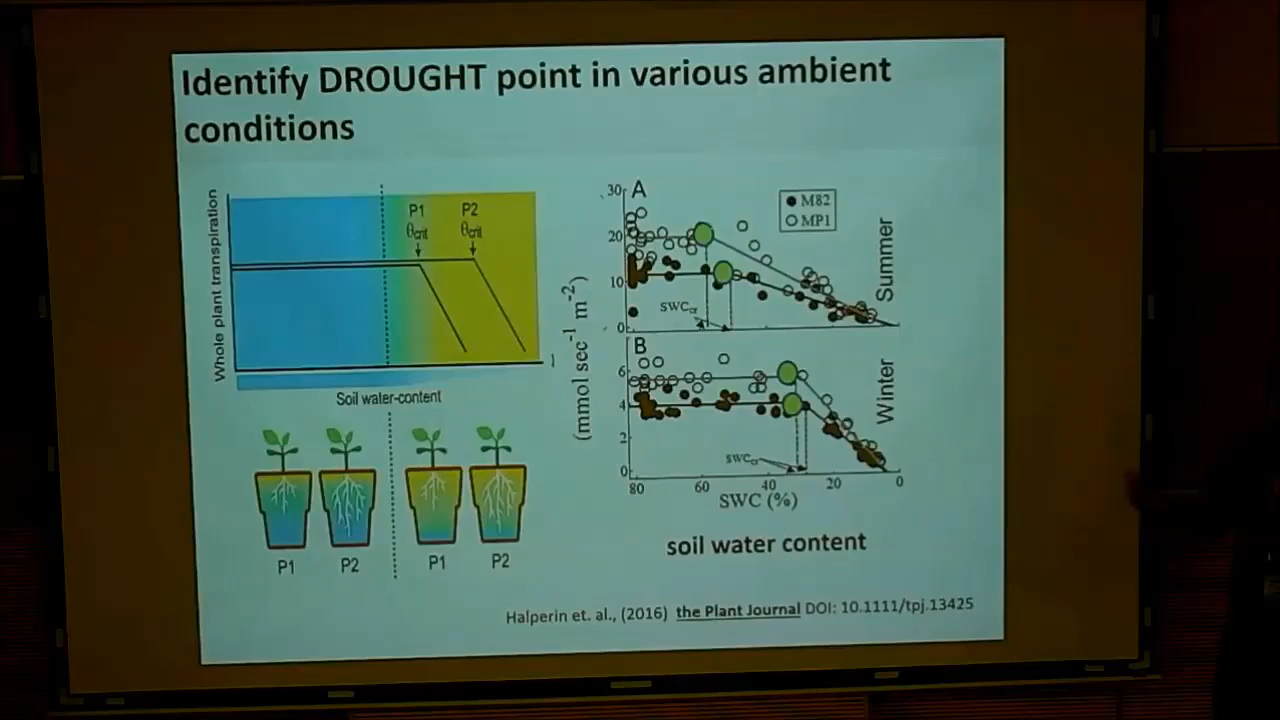 Identify DROUGHT point in various ambient
conditions
Whole plant transpiration
P1
θcrit
P2
θcrit
Soil water-content
P1
P2
P1
P2
(mmol sec⁻¹ m⁻²)
A
30
20
10
0
M82
MP1
SWCcr
Summer
B
6
4
2
0
SWCcr
Winter
80
60
40
20
0
SWC (%)
soil water content
Halperin et. al., (2016) the Plant Journal DOI: 10.1111/tpj.13425